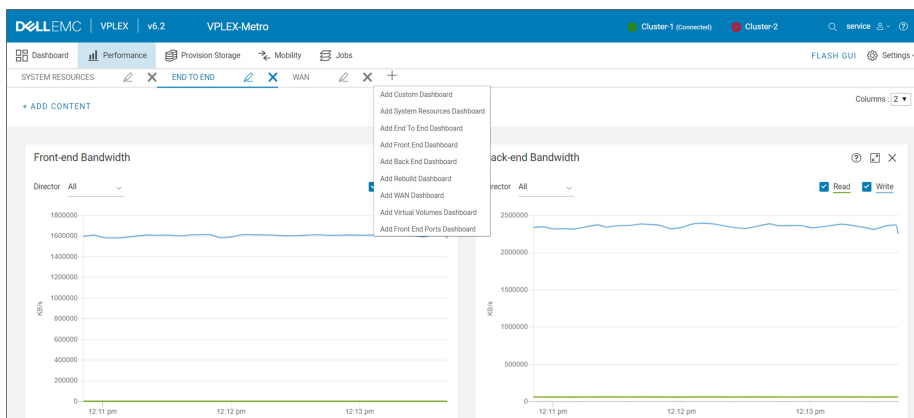 DELLEMC VPLEX v6.2 VPLEX-Metro Cluster-1 (Connected) Cluster-2 service
Dashboard Performance Provision Storage Mobility Jobs FLASH GUI Settings
SYSTEM RESOURCES END TO END WAN
+ ADD CONTENT
Columns : 2
Add Custom Dashboard
Add System Resources Dashboard
Add End To End Dashboard
Add Front End Dashboard
Add Back End Dashboard
Add Rebuild Dashboard
Add WAN Dashboard
Add Virtual Volumes Dashboard
Add Front End Ports Dashboard
Front-end Bandwidth
Director All
1800000
1600000
1400000
1200000
1000000
800000
600000
400000
200000
0
KB/s
12:11 pm 12:12 pm 12:13 pm
ack-end Bandwidth
rector All Read Write
2500000
2000000
1500000
1000000
500000
0
KB/s
12:11 pm 12:12 pm 12:13 pm